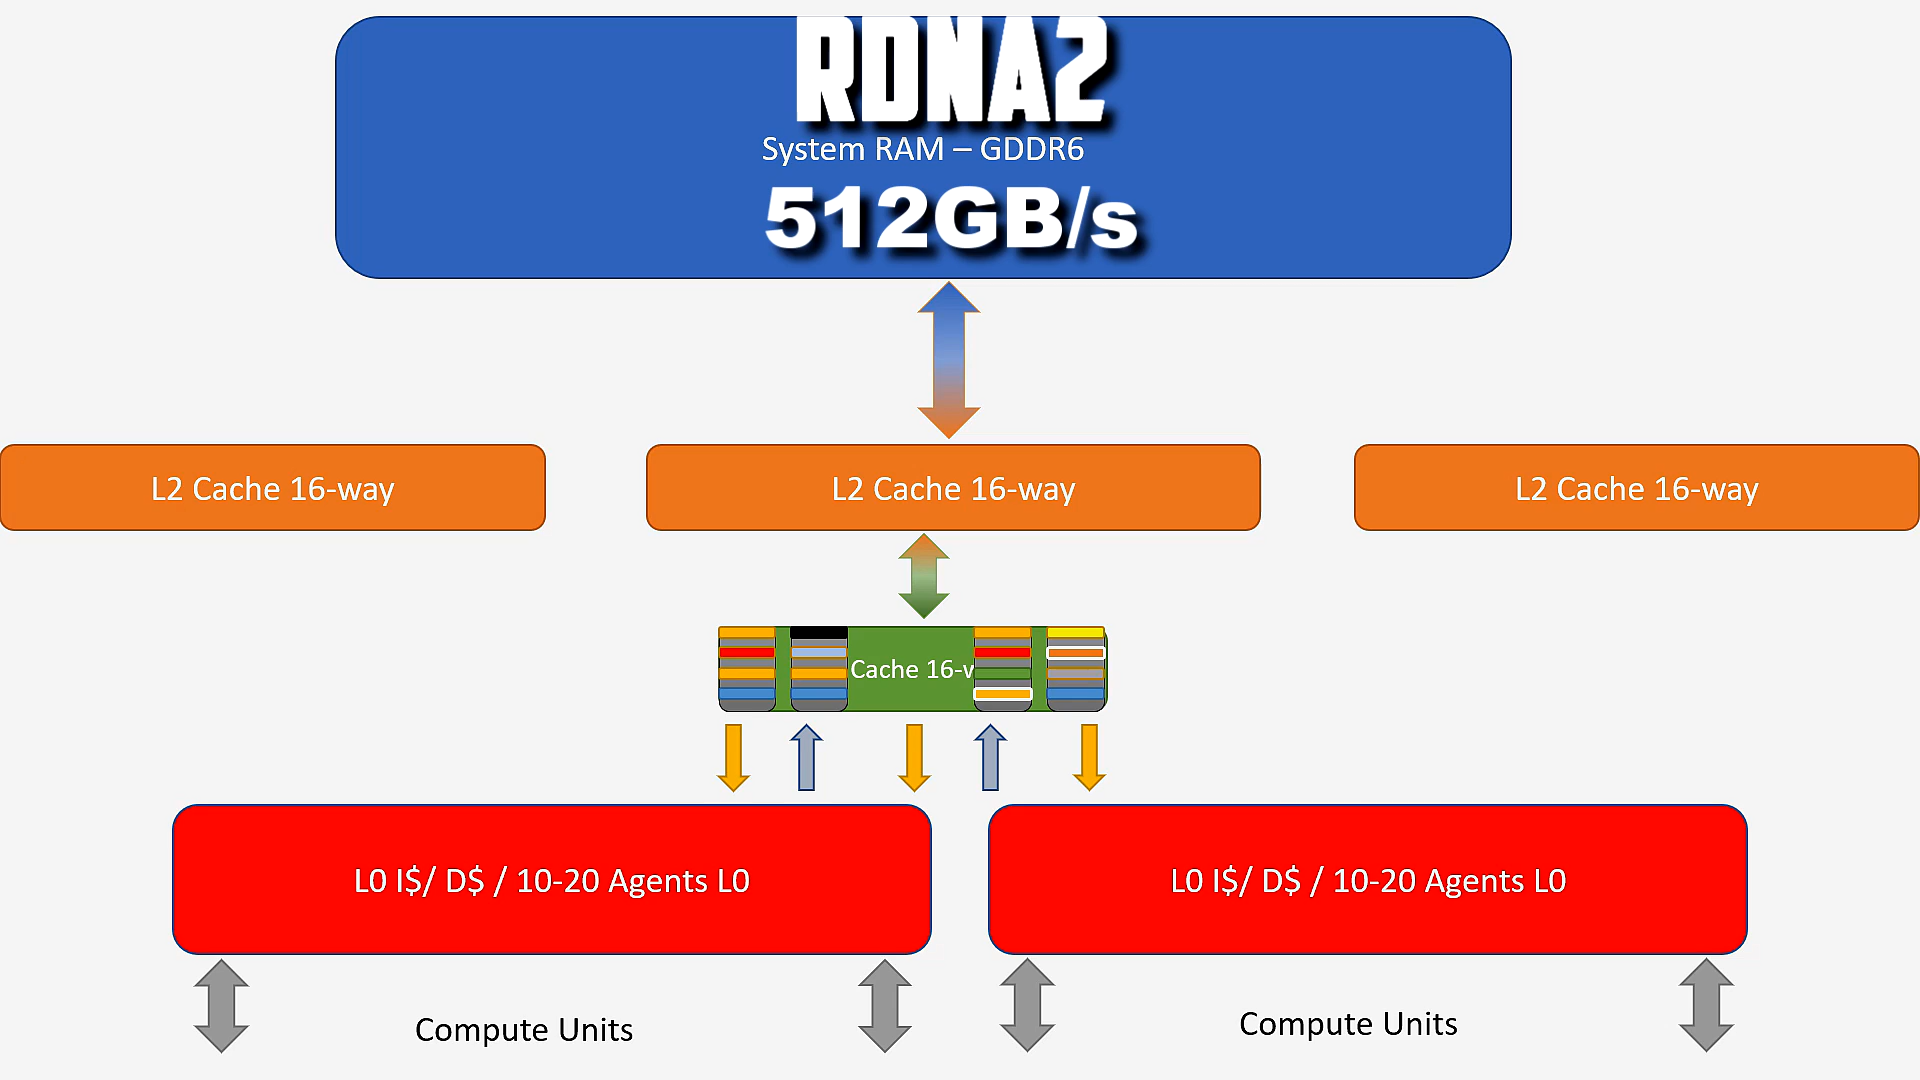 RDNA2
System RAM – GDDR6
512GB/s
L2 Cache 16-way
L2 Cache 16-way
L2 Cache 16-way
Cache 16-
L0 I$/ D$ / 10-20 Agents L0
L0 I$/ D$ / 10-20 Agents L0
Compute Units
Compute Units